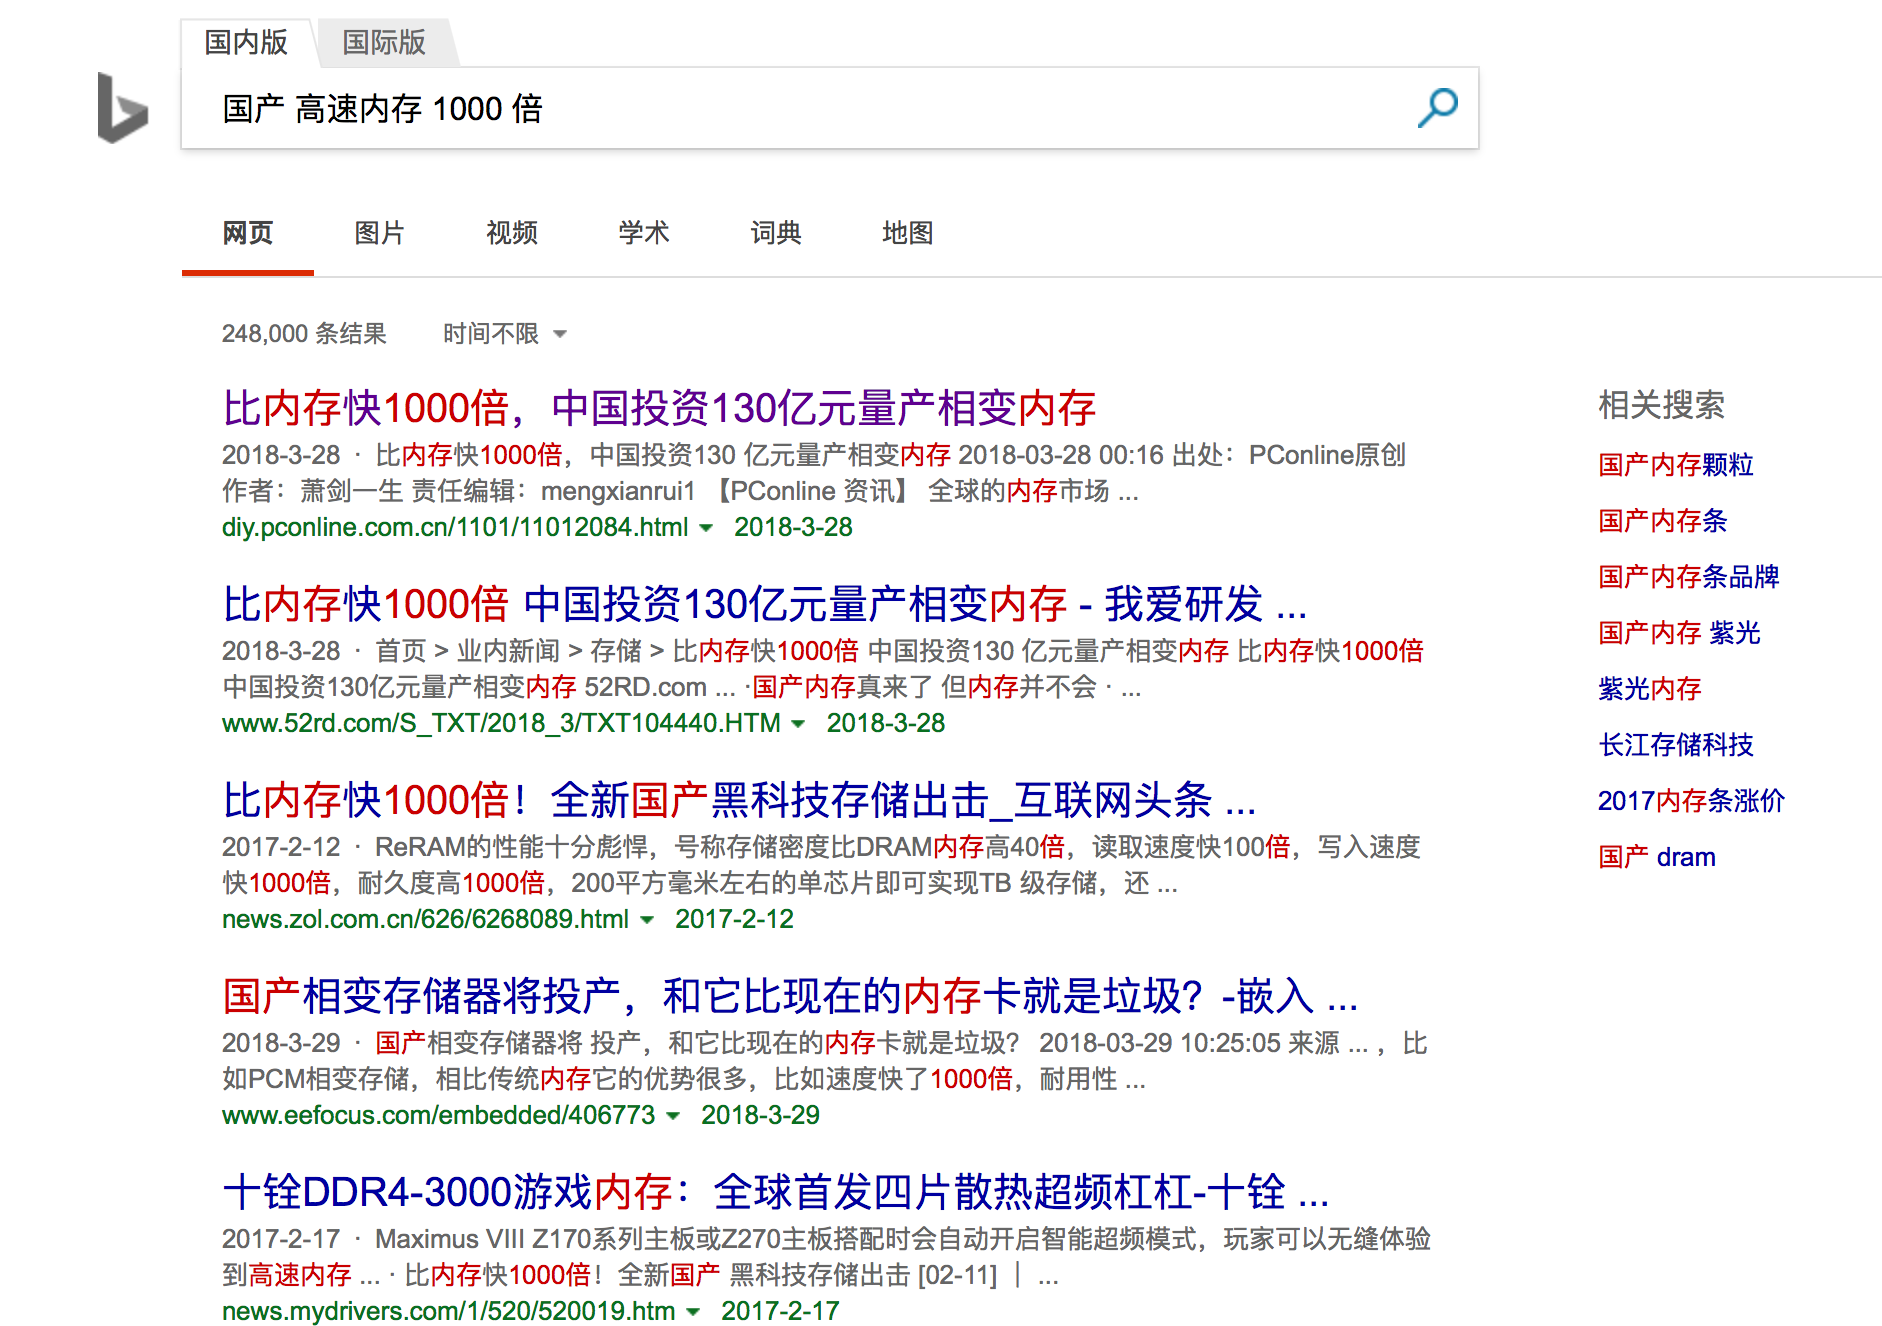 国内版 国际版
国产 高速内存 1000 倍
网页 图片 视频 学术 词典 地图
248,000 条结果 时间不限
比内存快1000倍，中国投资130亿元量产相变内存
2018-3-28 · 比内存快1000倍，中国投资130 亿元量产相变内存 2018-03-28 00:16 出处：PConline原创
作者：萧剑一生 责任编辑：mengxianrui1 【PConline 资讯】 全球的内存市场 ...
diy.pconline.com.cn/1101/11012084.html 2018-3-28
比内存快1000倍 中国投资130亿元量产相变内存 - 我爱研发 ...
2018-3-28 · 首页 > 业内新闻 > 存储 > 比内存快1000倍 中国投资130 亿元量产相变内存 比内存快1000倍
中国投资130亿元量产相变内存 52RD.com ... ·国产内存真来了 但内存并不会 · ...
www.52rd.com/S_TXT/2018_3/TXT104440.HTM 2018-3-28
比内存快1000倍！全新国产黑科技存储出击_互联网头条 ...
2017-2-12 · ReRAM的性能十分彪悍，号称存储密度比DRAM内存高40倍，读取速度快100倍，写入速度
快1000倍，耐久度高1000倍，200平方毫米左右的单芯片即可实现TB 级存储，还 ...
news.zol.com.cn/626/6268089.html 2017-2-12
国产相变存储器将投产，和它比现在的内存卡就是垃圾？-嵌入 ...
2018-3-29 · 国产相变存储器将 投产，和它比现在的内存卡就是垃圾？ 2018-03-29 10:25:05 来源 ... ，比
如PCM相变存储，相比传统内存它的优势很多，比如速度快了1000倍，耐用性 ...
www.eefocus.com/embedded/406773 2018-3-29
十铨DDR4-3000游戏内存：全球首发四片散热超频杠杠-十铨 ...
2017-2-17 · Maximus VIII Z170系列主板或Z270主板搭配时会自动开启智能超频模式，玩家可以无缝体验
到高速内存 ... · 比内存快1000倍！全新国产 黑科技存储出击 [02-11] ｜ ...
news.mydrivers.com/1/520/520019.htm 2017-2-17
相关搜索
国产内存颗粒
国产内存条
国产内存条品牌
国产内存 紫光
紫光内存
长江存储科技
2017内存条涨价
国产 dram